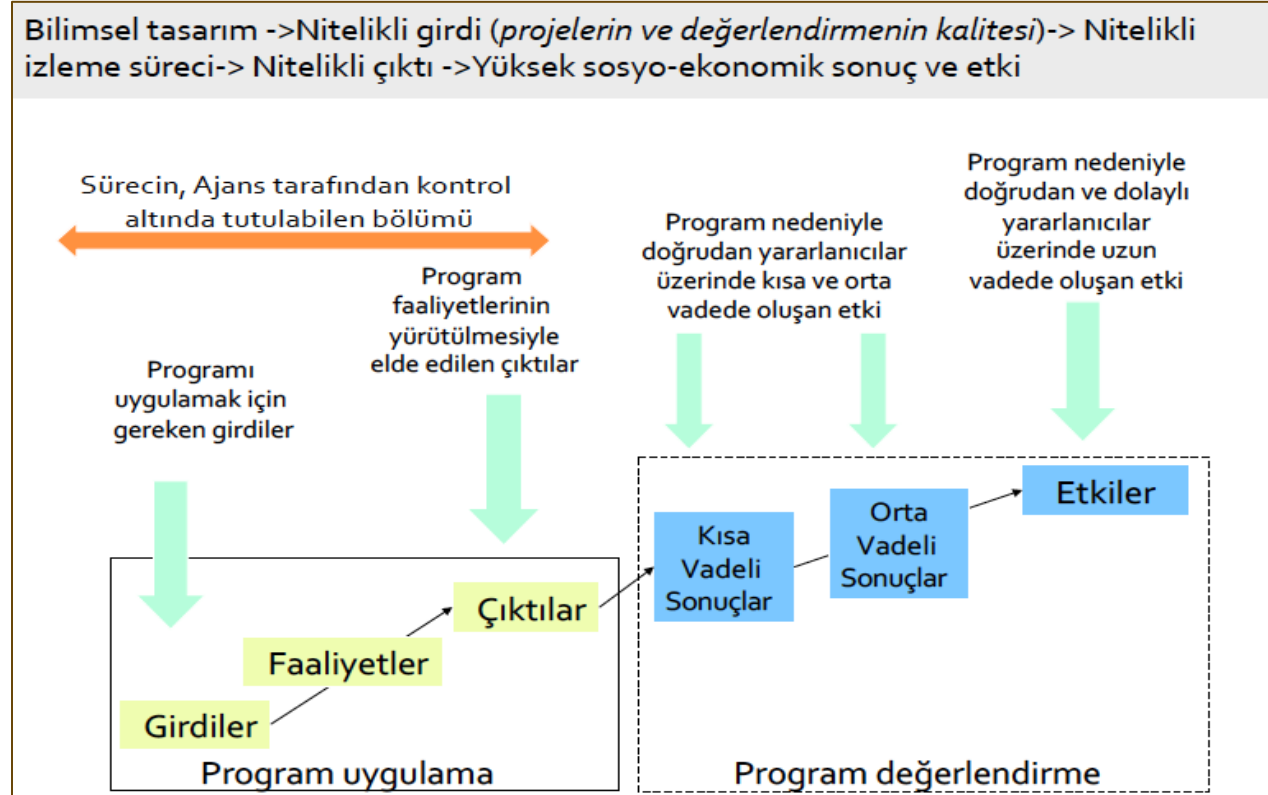 Bilimsel tasarım ->Nitelikli girdi (projelerin ve değerlendirmenin kalitesi)-> Nitelikli
izleme süreci-> Nitelikli çıktı ->Yüksek sosyo-ekonomik sonuç ve etki
Sürecin, Ajans tarafından kontrol
altında tutulabilen bölümü
Programı
uygulamak için
gereken girdiler
Program
faaliyetlerinin
yürütülmesiyle
elde edilen çıktılar
Program nedeniyle
doğrudan yararlanıcılar
üzerinde kısa ve orta
vadede oluşan etki
Program nedeniyle
doğrudan ve dolaylı
yararlanıcılar
üzerinde uzun
vadede oluşan etki
Girdiler
Faaliyetler
Çıktılar
Kısa
Vadeli
Sonuçlar
Orta
Vadeli
Sonuçlar
Etkiler
Program uygulama
Program değerlendirme